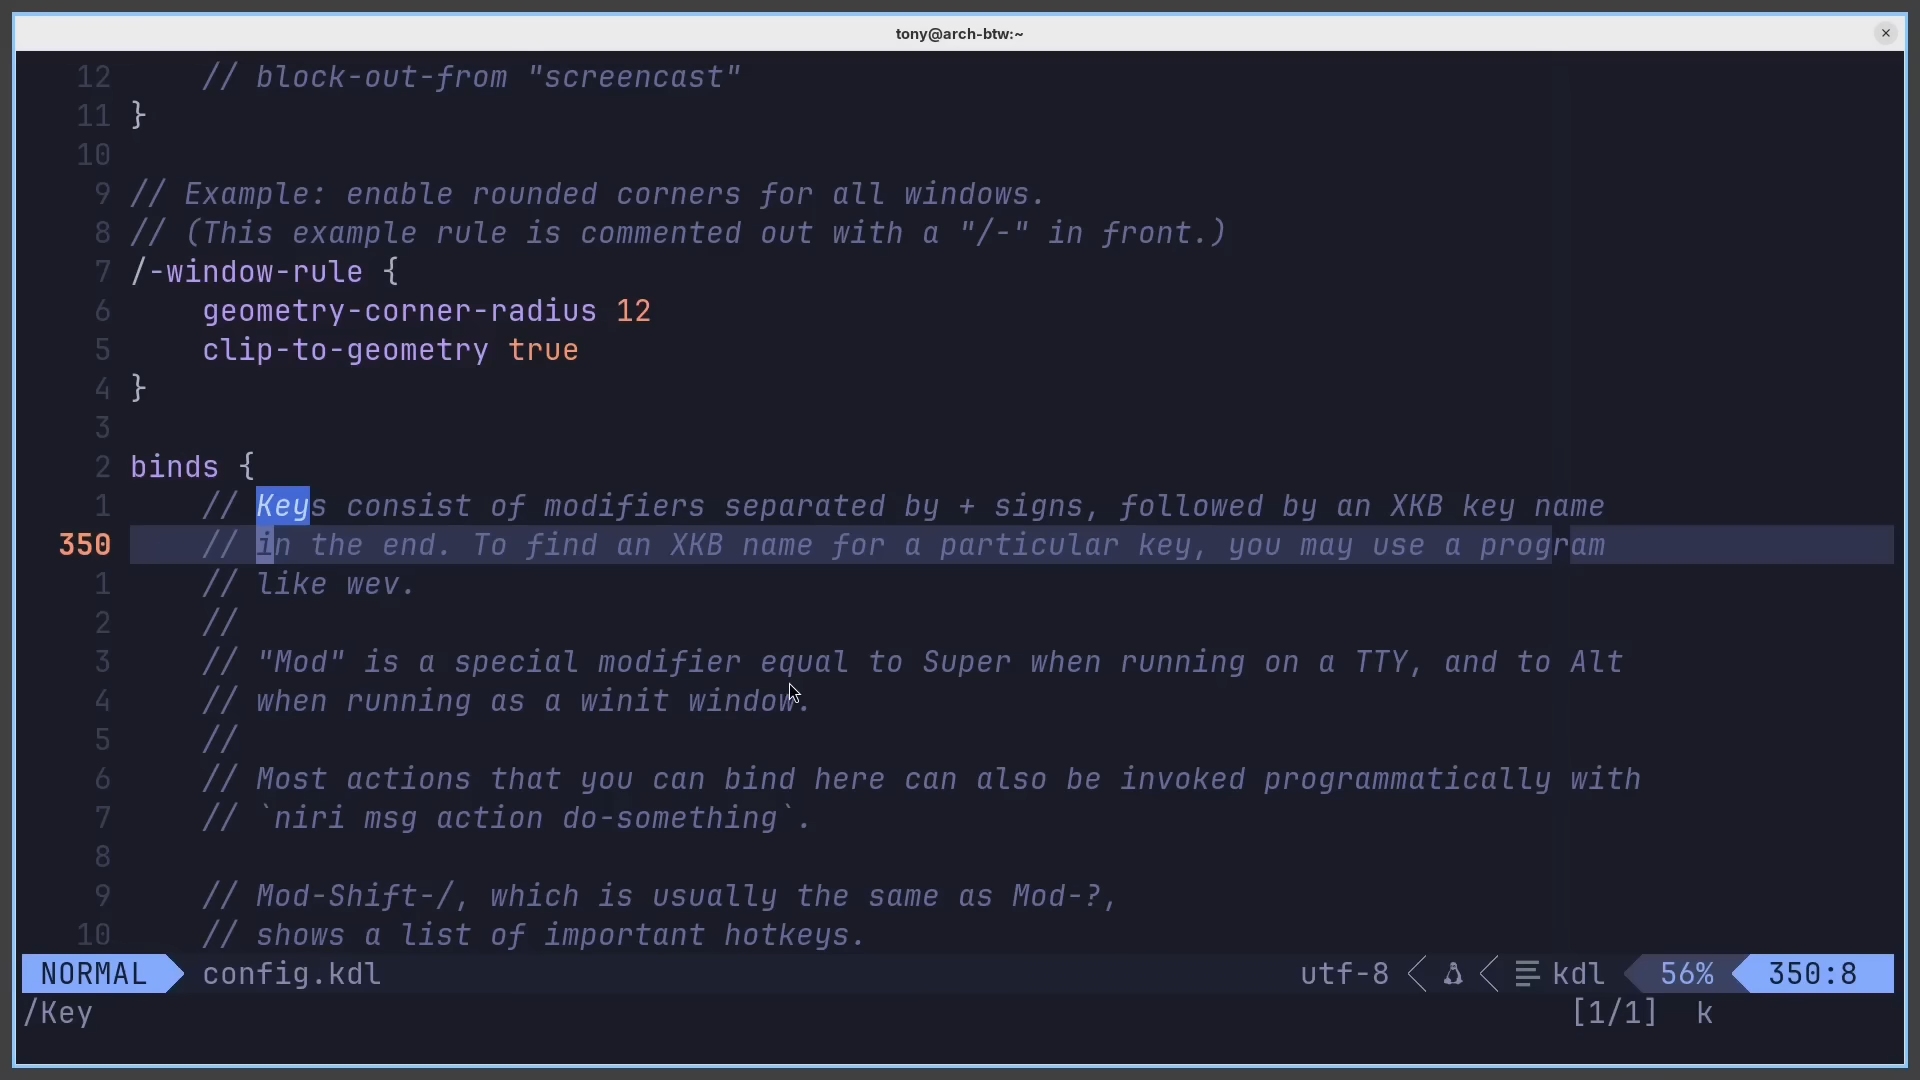 tony@arch-btw:~
12 // block-out-from "screencast"
11 }
10
9 // Example: enable rounded corners for all windows.
8 // (This example rule is commented out with a "/-" in front.)
7 /-window-rule {
6 geometry-corner-radius 12
5 clip-to-geometry true
4 }
3
2 binds {
1 // Keys consist of modifiers separated by + signs, followed by an XKB key name
350 // in the end. To find an XKB name for a particular key, you may use a program
1 // like wev.
2 //
3 // "Mod" is a special modifier equal to Super when running on a TTY, and to Alt
4 // when running as a winit window.
5 //
6 // Most actions that you can bind here can also be invoked programmatically with
7 // `niri msg action do-something`.
8
9 // Mod-Shift-/, which is usually the same as Mod-?,
10 // shows a list of important hotkeys.
NORMAL config.kdl utf-8 kdl 56% 350:8
/Key [1/1] k